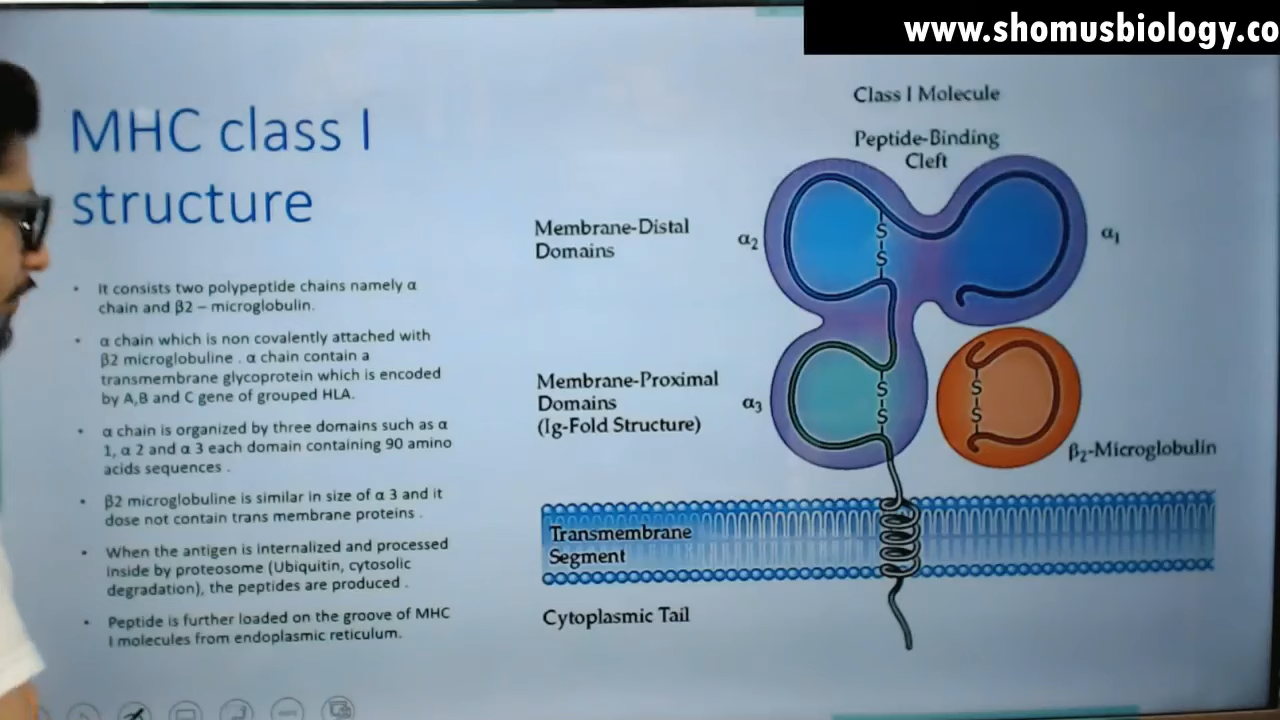 www.shomusbiology.co
MHC class I
structure
• It consists two polypeptide chains namely α
chain and β2 – microglobulin.
• α chain which is non covalently attached with
β2 microglobuline . α chain contain a
transmembrane glycoprotein which is encoded
by A,B and C gene of grouped HLA.
• α chain is organized by three domains such as α
1, α 2 and α 3 each domain containing 90 amino
acids sequences .
• β2 microglobuline is similar in size of α 3 and it
dose not contain trans membrane proteins .
• When the antigen is internalized and processed
inside by proteosome (Ubiquitin, cytosolic
degradation), the peptides are produced .
• Peptide is further loaded on the groove of MHC
I molecules from endoplasmic reticulum.
Class I Molecule
Peptide-Binding
Cleft
Membrane-Distal
Domains
α2
S
S
α1
Membrane-Proximal
Domains
(Ig-Fold Structure)
α3
S
S
S
S
β2-Microglobulin
Transmembrane
Segment
Cytoplasmic Tail